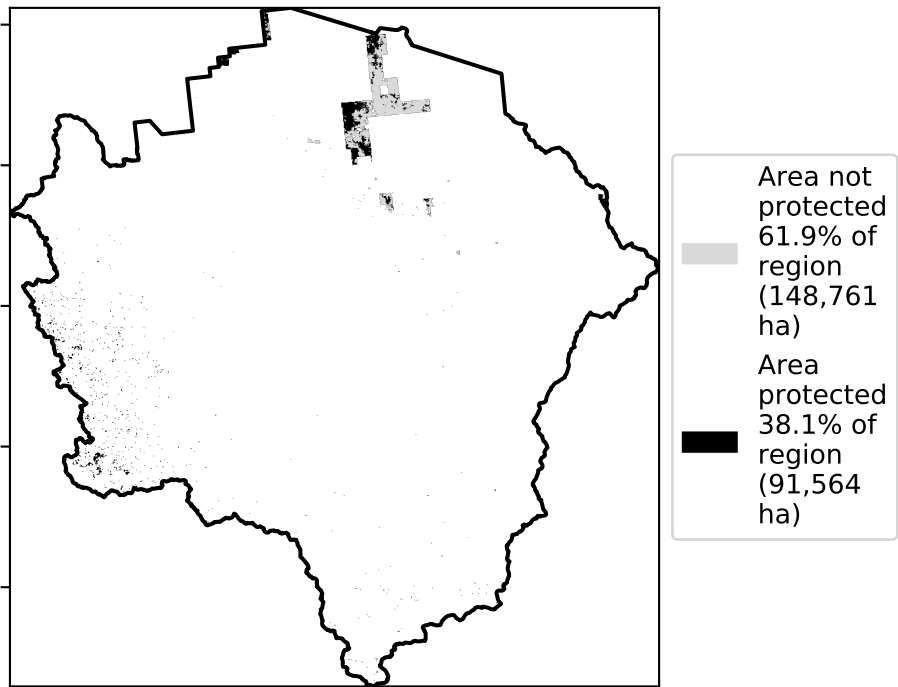 Area not
protected
61.9% of
region
(148,761
ha)
Area
protected
38.1% of
region
(91,564
ha)